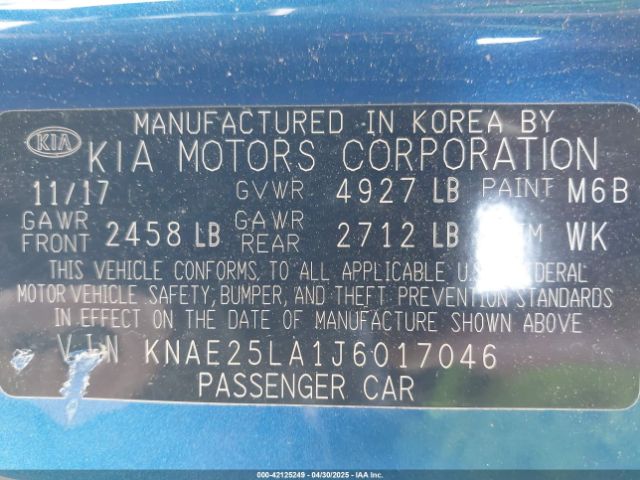 MANUFACTURED IN KOREA BY
KIA KIA MOTORS CORPORATION
11/17 GVWR 4927 LB PAINT M6B
GAWR FRONT 2458 LB GAWR REAR 2712 LB WK
THIS VEHICLE CONFORMS TO ALL APPLICABLE U.S. FEDERAL
MOTOR VEHICLE SAFETY, BUMPER, AND THEFT PREVENTION STANDARDS
IN EFFECT ON THE DATE OF MANUFACTURE SHOWN ABOVE
VIN KNAE25LA1J6017046
PASSENGER CAR
000-42125249 - 04/30/2025 - IAA Inc.